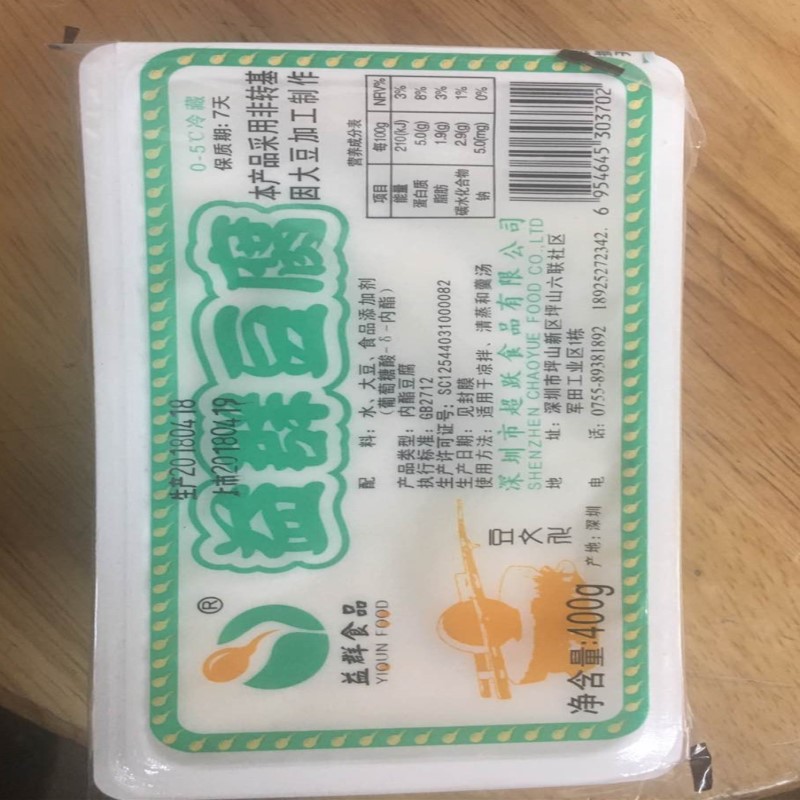 生产20180418
上市20180419
益群豆腐
0-5℃冷藏
保质期:7天
本产品采用非转基
因大豆加工制作
®
益群食品
YIQUN FOOD
配 料: 水、大豆、食品添加剂
(葡萄糖酸-δ-内酯)
产品类型: 内酯豆腐
执行标准: GB2712
生产许可证号: SC12544031000082
生产日期: 见封膜
使用方法: 适用于凉拌、清蒸和羹汤
深圳市超跃食品有限公司
SHENZHEN CHAOYUE FOOD CO.,LTD
地 址: 深圳市坪山新区坪山六联社区
军田工业区1栋
电 话: 0755-89381892 18925272342.
营养成分表
项目 每100g NRV%
能量 210(kJ) 3%
蛋白质 5.0(g) 8%
脂肪 1.9(g) 3%
碳水化合物 2.9(g) 1%
钠 5.0(mg) 0%
6 954645 303702
豆文化
产地: 深圳
净含量:400g